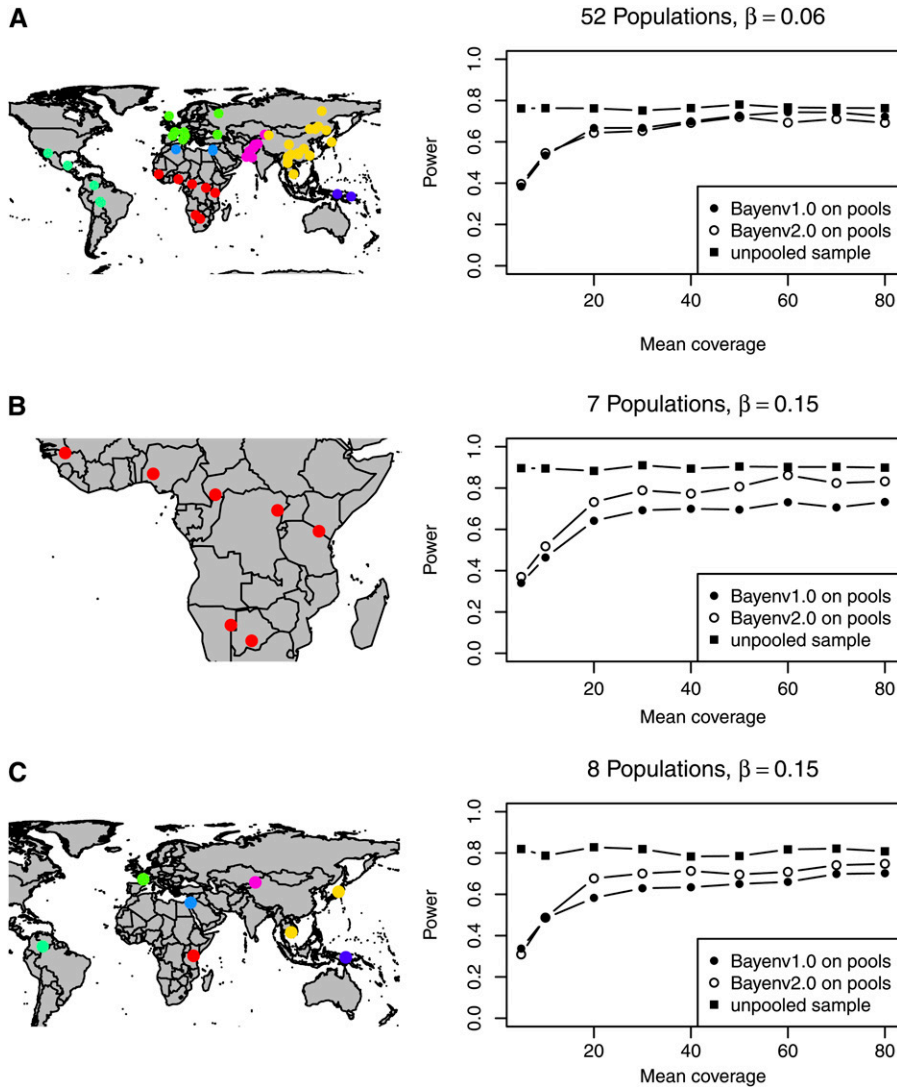 A
52 Populations, β = 0.06
Power
0.0 0.2 0.4 0.6 0.8 1.0
Bayenv1.0 on pools
Bayenv2.0 on pools
unpooled sample
20 40 60 80
Mean coverage
B
7 Populations, β = 0.15
Power
0.0 0.2 0.4 0.6 0.8 1.0
Bayenv1.0 on pools
Bayenv2.0 on pools
unpooled sample
20 40 60 80
Mean coverage
C
8 Populations, β = 0.15
Power
0.0 0.2 0.4 0.6 0.8 1.0
Bayenv1.0 on pools
Bayenv2.0 on pools
unpooled sample
20 40 60 80
Mean coverage